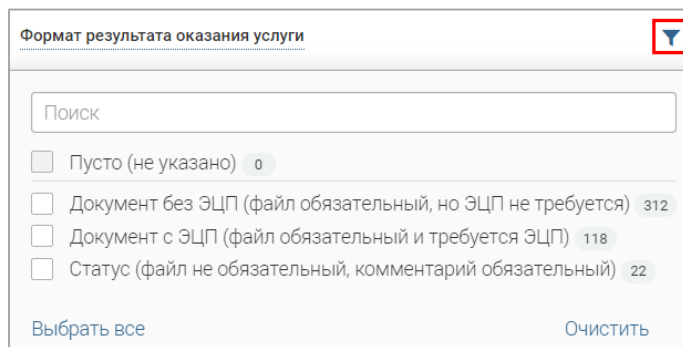 Формат результата оказания услуги
Поиск
Пусто (не указано) 0
Документ без ЭЦП (файл обязательный, но ЭЦП не требуется) 312
Документ с ЭЦП (файл обязательный и требуется ЭЦП) 118
Статус (файл не обязательный, комментарий обязательный) 22
Выбрать все Очистить